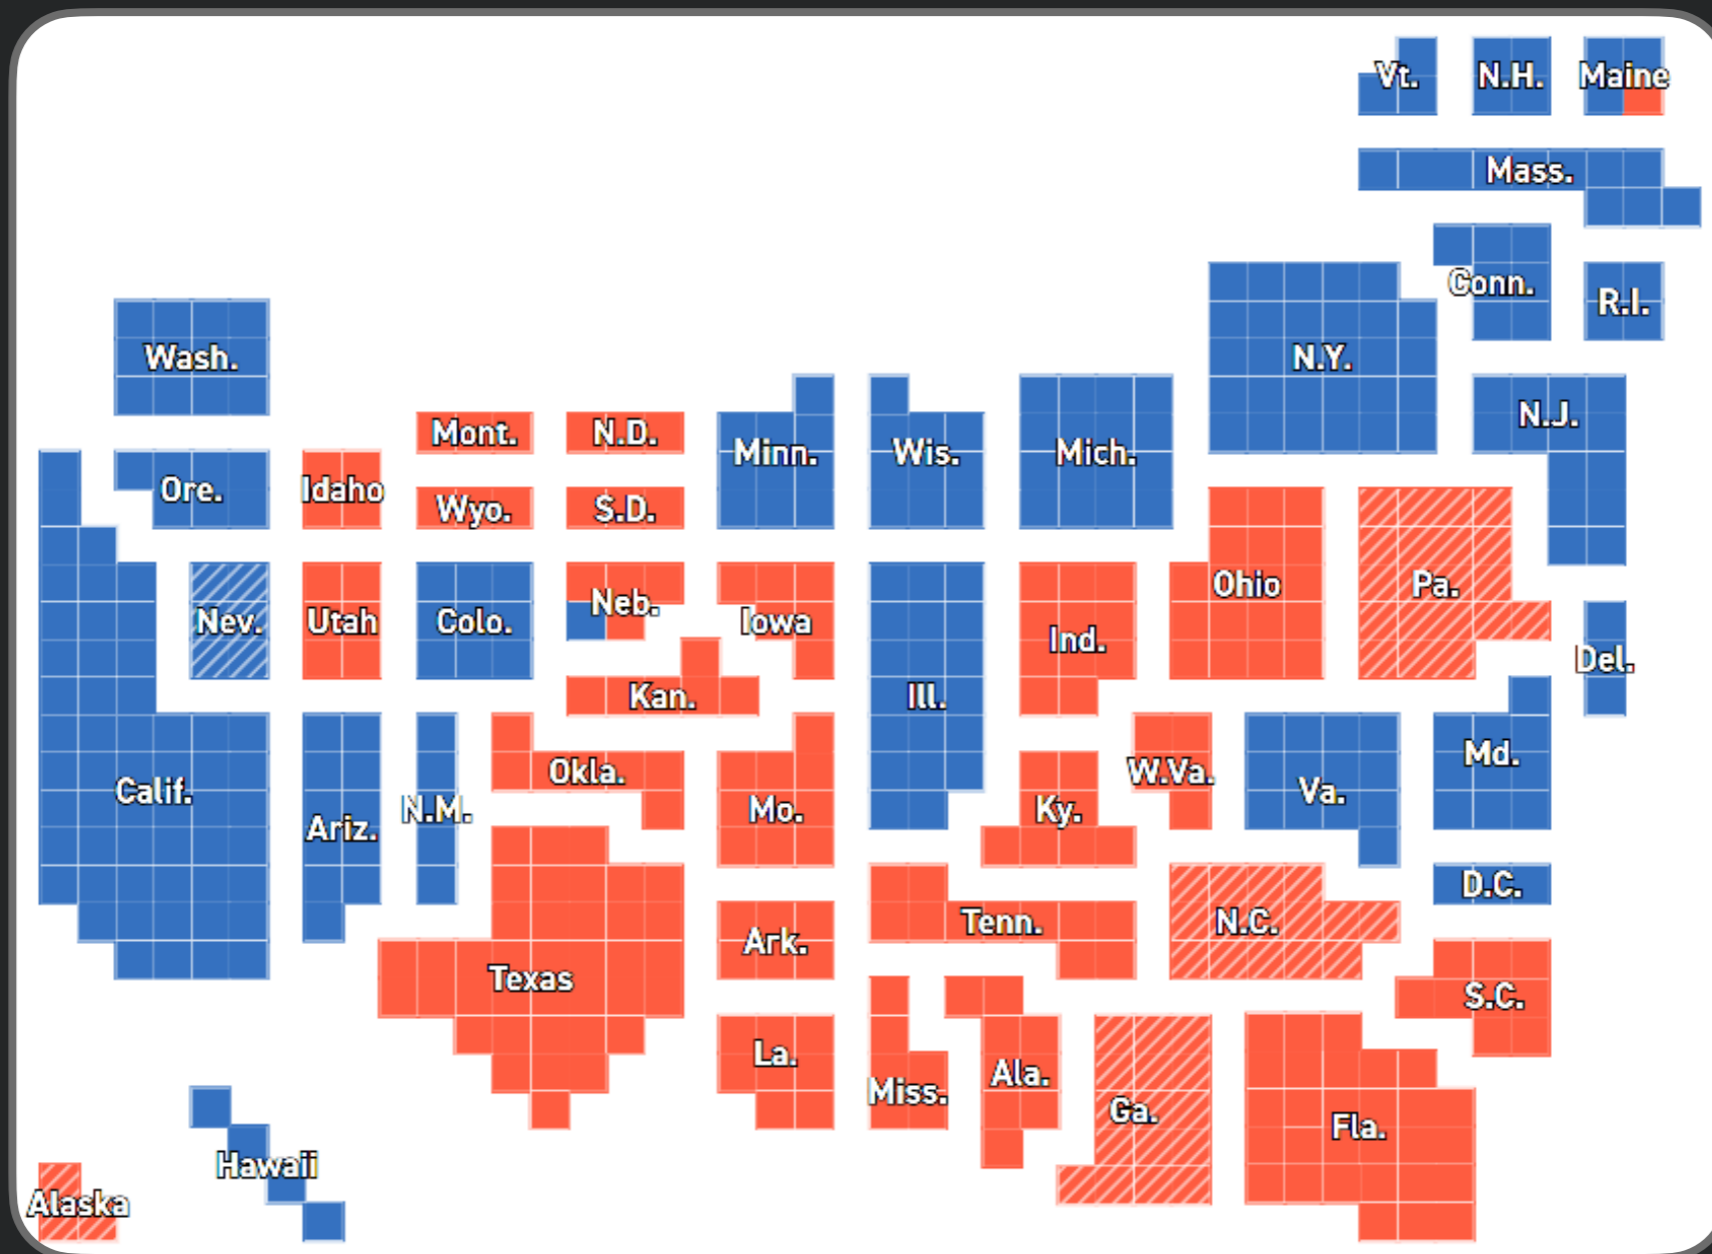 Vt.
N.H.
Maine
Mass.
Conn.
R.I.
Wash.
N.Y.
N.J.
Mont.
N.D.
Minn.
Wis.
Mich.
Ore.
Idaho
Wyo.
S.D.
Nev.
Utah
Colo.
Neb.
Iowa
Ind.
Ohio
Pa.
Del.
Kan.
Ill.
Calif.
Ariz.
N.M.
Okla.
Mo.
Ky.
W.Va.
Va.
Md.
D.C.
Texas
Ark.
Tenn.
N.C.
S.C.
La.
Miss.
Ala.
Ga.
Fla.
Hawaii
Alaska